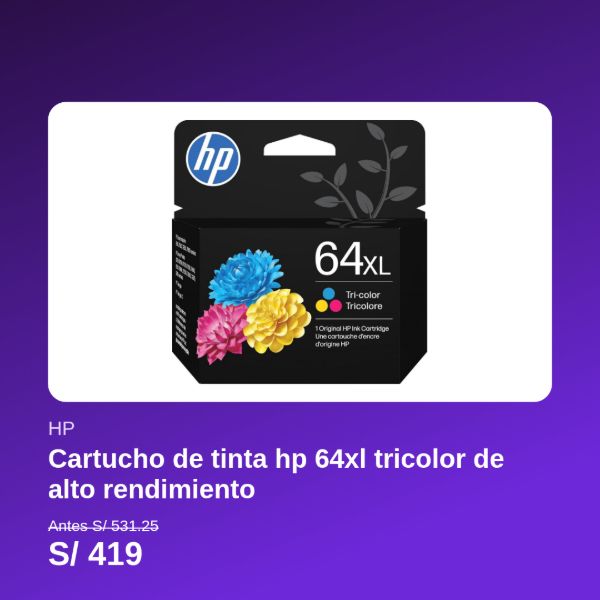 hp
64XL
Tri-color
Tricolore
1 Original HP Ink Cartridge
Une cartouche d'encre
d'origine HP
HP
Cartucho de tinta hp 64xl tricolor de
alto rendimiento
Antes S/ 531.25
S/ 419